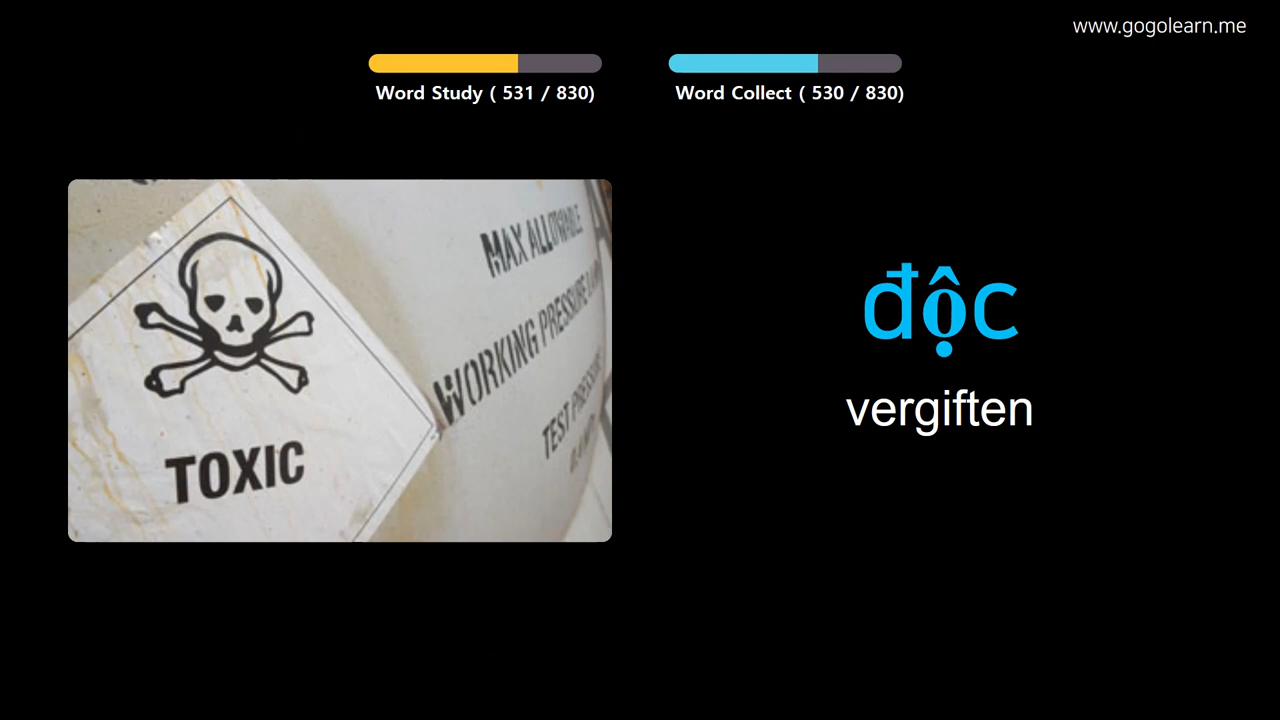 www.gogolearn.me
Word Study ( 531 / 830)
Word Collect ( 530 / 830)
MAX ALLOWABLE
WORKING PRESSURE
TEST PRESSURE
TOXIC
độc
vergiften